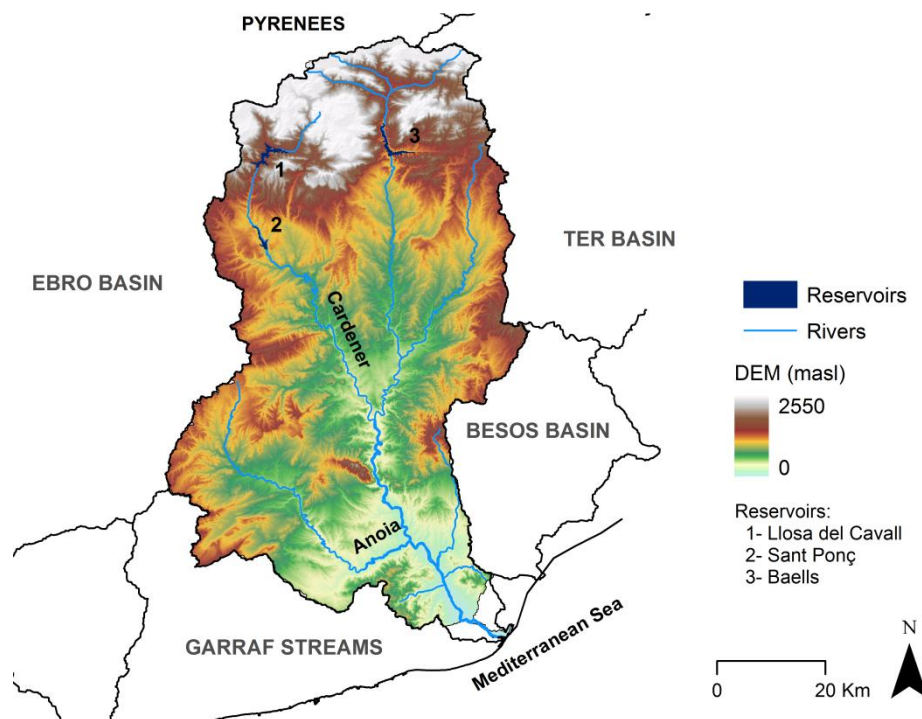 PYRENEES
3
1
2
TER BASIN
EBRO BASIN
Cardener
Reservoirs
Rivers
DEM (masl)
2550
0
BESOS BASIN
Reservoirs:
1- Llosa del Cavall
2- Sant Ponç
3- Baells
Anoia
GARRAF STREAMS
Mediterranean Sea
N
0
20 Km